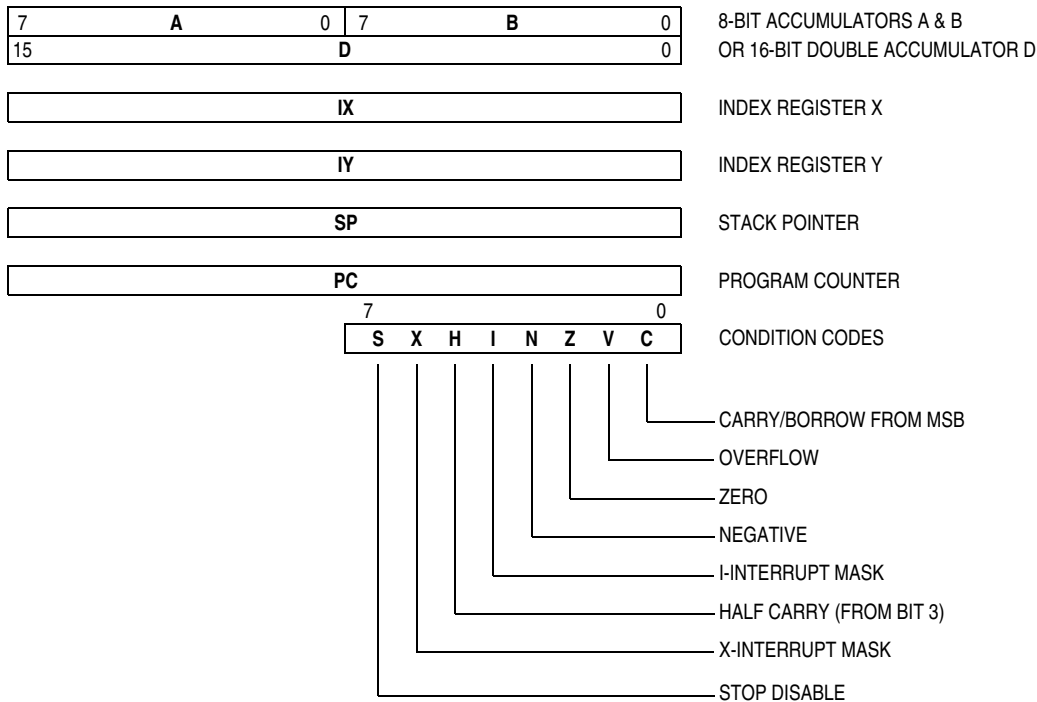 7 A 0 7 B 0 8-BIT ACCUMULATORS A & B
15 D 0 OR 16-BIT DOUBLE ACCUMULATOR D
IX INDEX REGISTER X
IY INDEX REGISTER Y
SP STACK POINTER
PC PROGRAM COUNTER
7 0
S X H I N Z V C CONDITION CODES
CARRY/BORROW FROM MSB
OVERFLOW
ZERO
NEGATIVE
I-INTERRUPT MASK
HALF CARRY (FROM BIT 3)
X-INTERRUPT MASK
STOP DISABLE